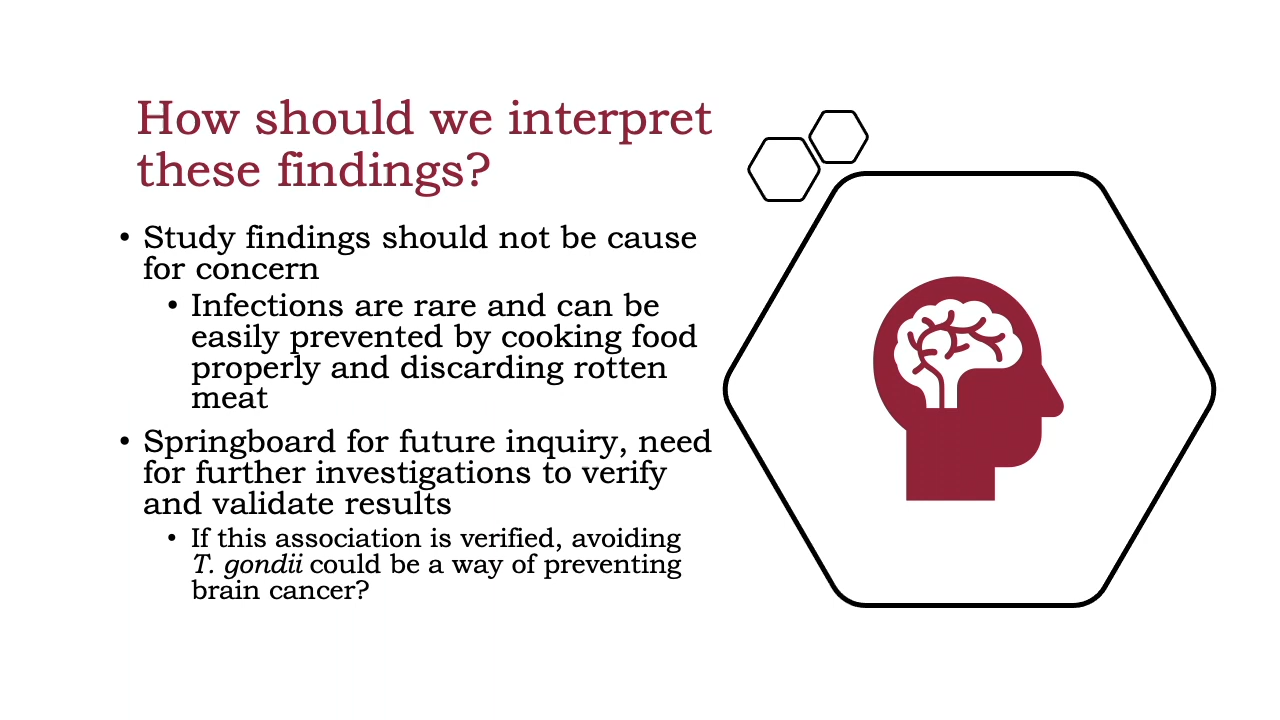 How should we interpret
these findings?
• Study findings should not be cause
for concern
• Infections are rare and can be
easily prevented by cooking food
properly and discarding rotten
meat
• Springboard for future inquiry, need
for further investigations to verify
and validate results
• If this association is verified, avoiding
T. gondii could be a way of preventing
brain cancer?